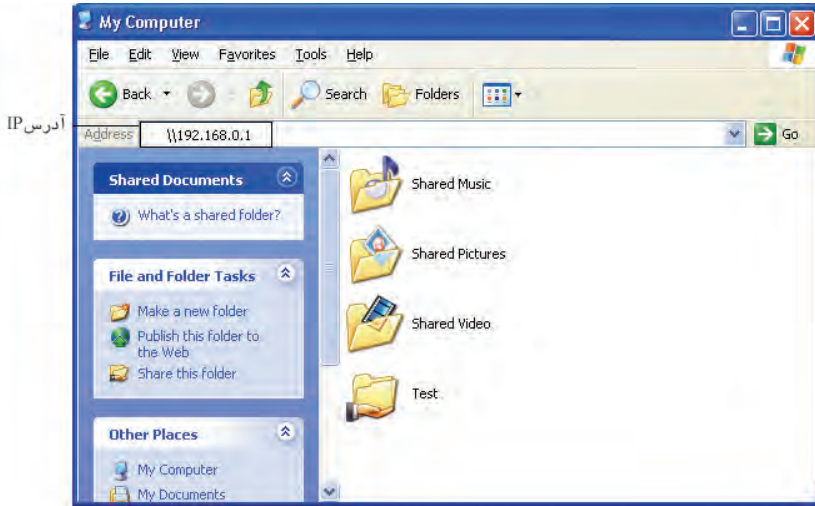 My Computer
File Edit View Favorites Tools Help
Back Search Folders
آدرس IP
Address \\192.168.0.1 Go
Shared Documents
What's a shared folder?
File and Folder Tasks
Make a new folder
Publish this folder to
the Web
Share this folder
Other Places
My Computer
My Documents
Shared Music
Shared Pictures
Shared Video
Test